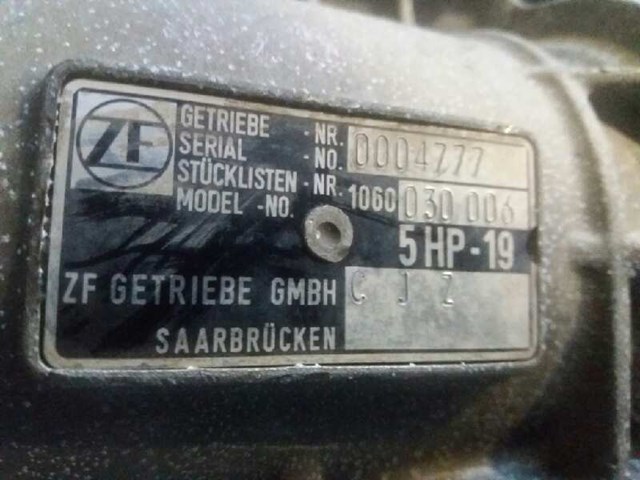 ZF
GETRIEBE - NR.
SERIAL - NO. 0004777
STÜCKLISTEN - NR. 1060 030 006
MODEL - NO.
5 HP - 19
ZF GETRIEBE GMBH C J Z
SAARBRÜCKEN